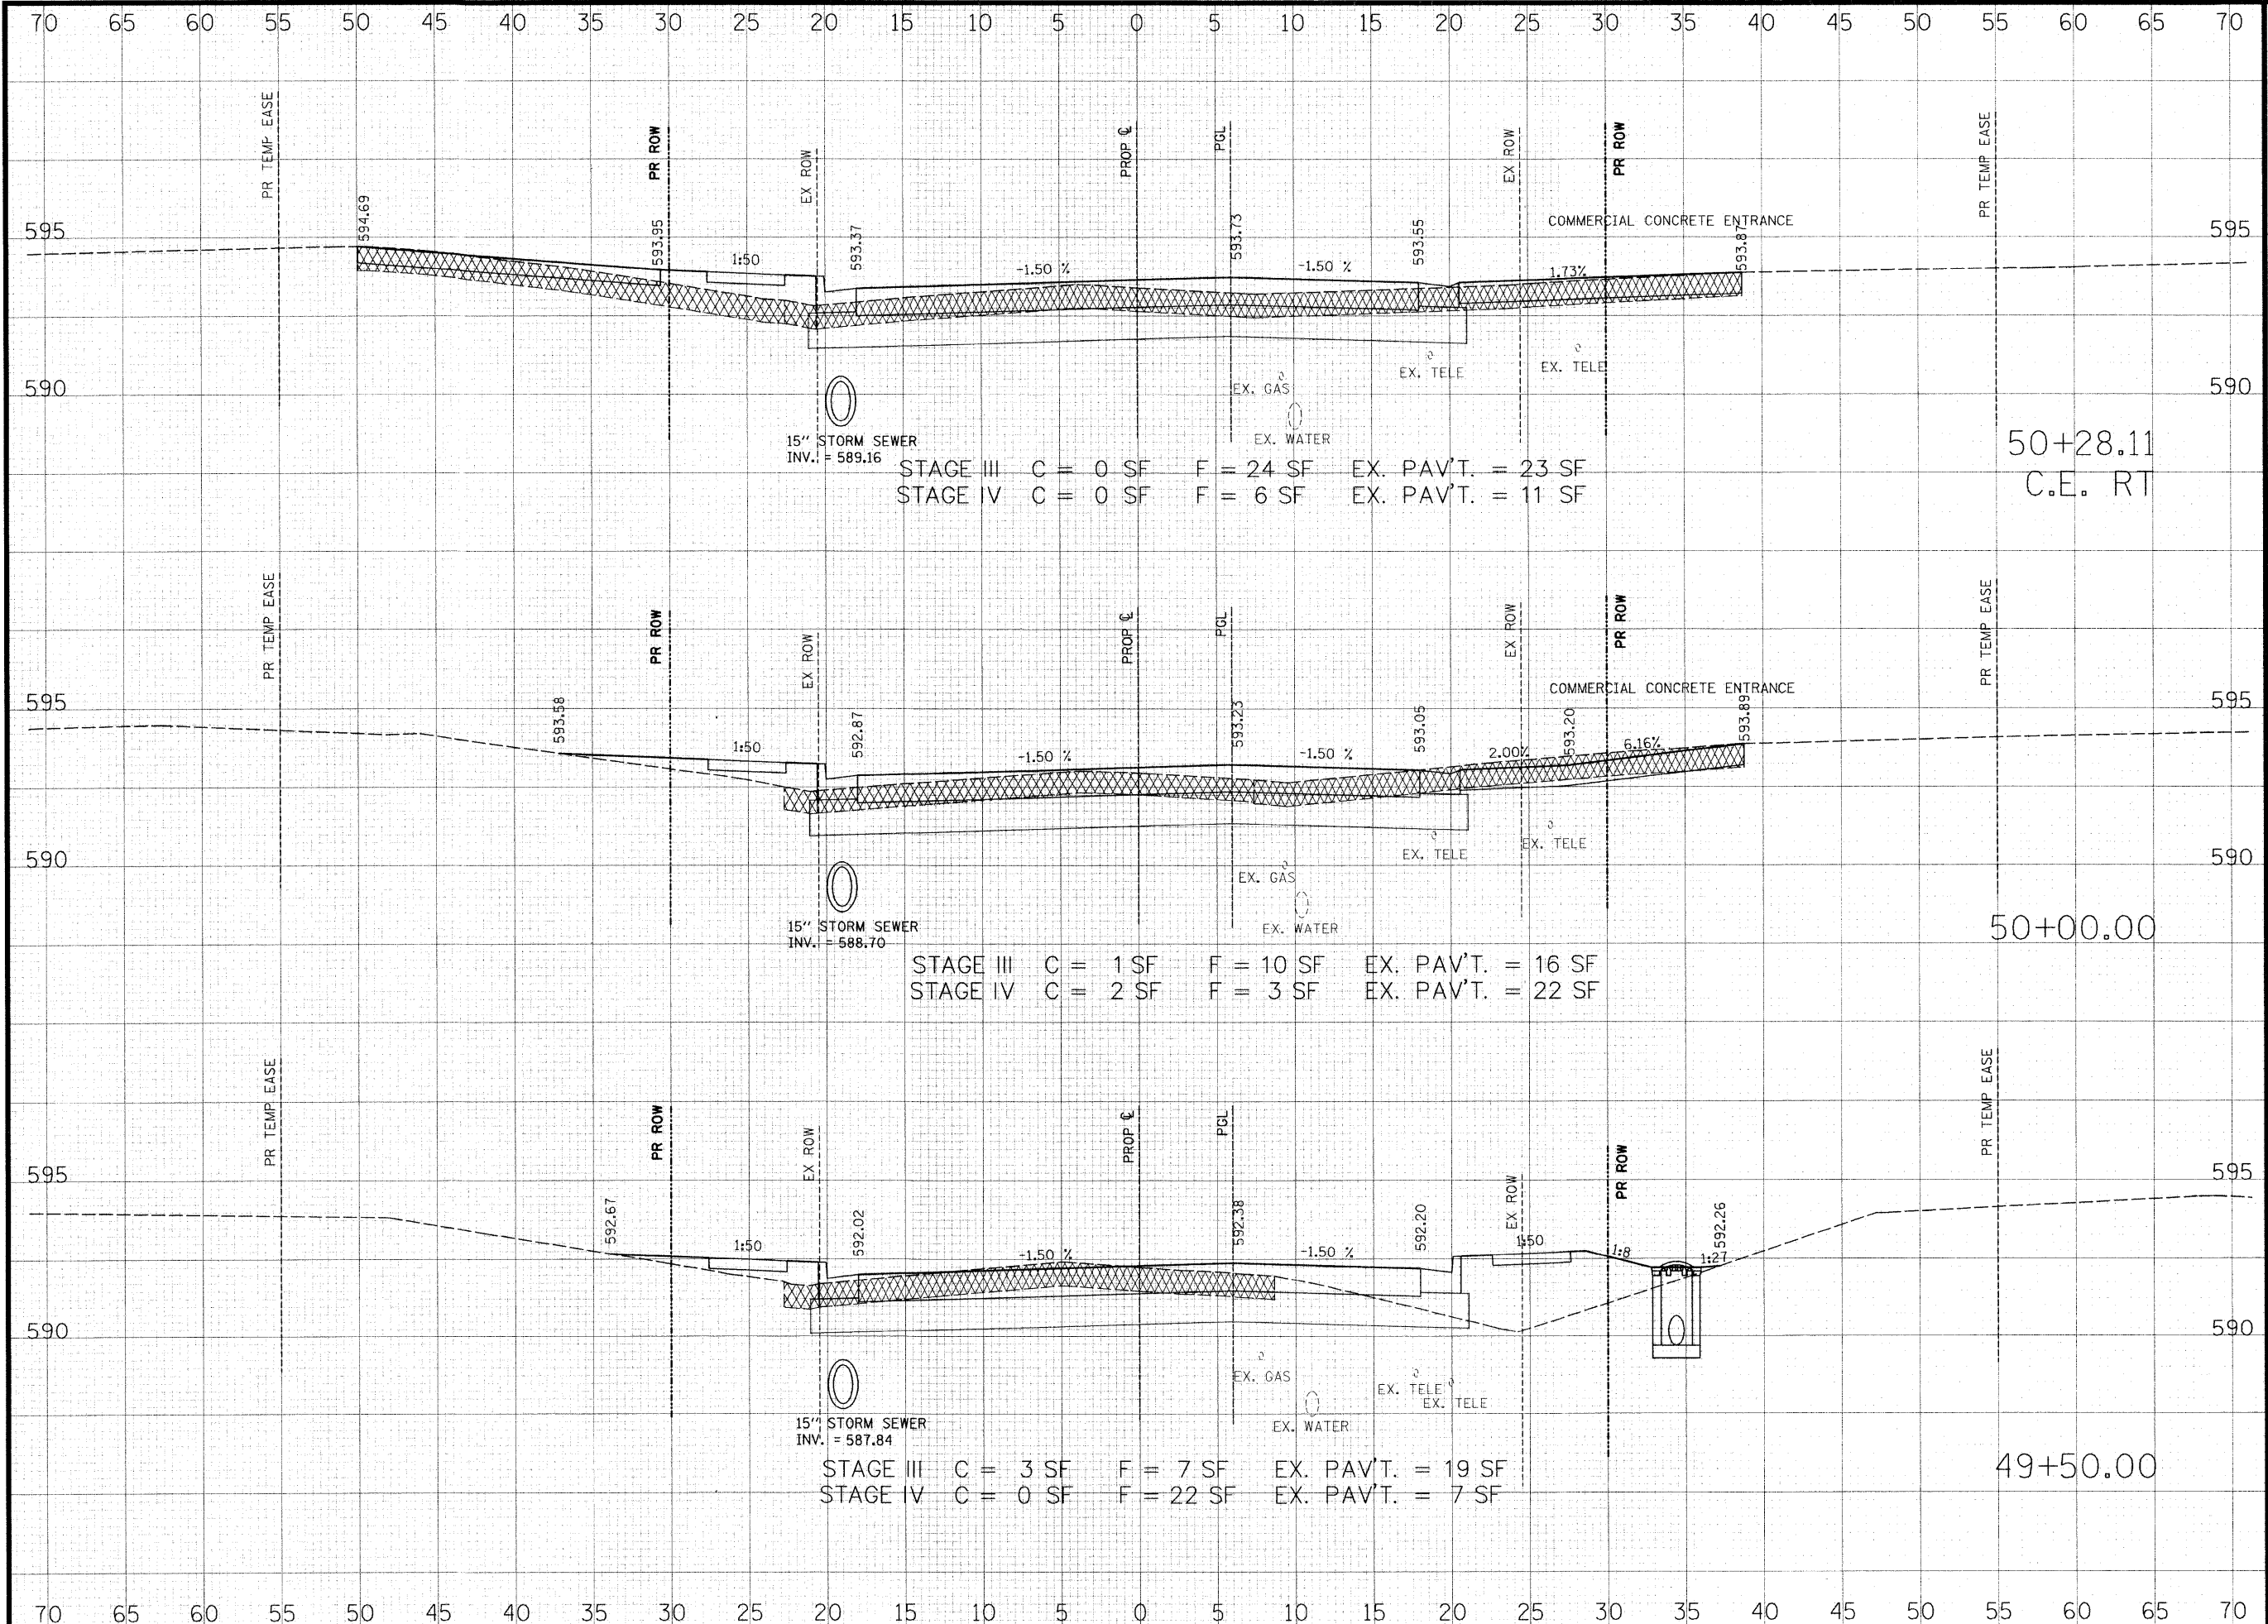 70 65 60 55 50 45 40 35 30 25 20 15 10 5 0 5 10 15 20 25 30 35 40 45 50 55 60 65 70
PR TEMP EASE
PR ROW
EX ROW
PROP ℄
PGL
EX ROW
PR ROW
PR TEMP EASE
595
594.69
593.95
1:50
593.37
-1.50 %
593.73
-1.50 %
593.55
COMMERCIAL CONCRETE ENTRANCE
1.73%
593.87
595
590
EX. GAS
EX. TELE
EX. TELE
590
15" STORM SEWER
INV. = 589.16
EX. WATER
50+28.11
C.E. RT
STAGE III C = 0 SF F = 24 SF EX. PAV'T. = 23 SF
STAGE IV C = 0 SF F = 6 SF EX. PAV'T. = 11 SF
PR TEMP EASE
PR ROW
EX ROW
PROP ℄
PGL
EX ROW
PR ROW
PR TEMP EASE
595
593.58
1:50
592.87
-1.50 %
593.23
-1.50 %
593.05
COMMERCIAL CONCRETE ENTRANCE
2.00%
593.20
6.16%
593.89
595
590
EX. GAS
EX. TELE
EX. TELE
590
15" STORM SEWER
INV. = 588.70
EX. WATER
50+00.00
STAGE III C = 1 SF F = 10 SF EX. PAV'T. = 16 SF
STAGE IV C = 2 SF F = 3 SF EX. PAV'T. = 22 SF
PR TEMP EASE
PR ROW
EX ROW
PROP ℄
PGL
EX ROW
PR ROW
PR TEMP EASE
595
592.67
1:50
592.02
-1.50 %
592.38
-1.50 %
592.20
1:50
1:8
1:27
592.26
595
590
EX. GAS
EX. TELE
EX. TELE
590
15" STORM SEWER
INV. = 587.84
EX. WATER
49+50.00
STAGE III C = 3 SF F = 7 SF EX. PAV'T. = 19 SF
STAGE IV C = 0 SF F = 22 SF EX. PAV'T. = 7 SF
70 65 60 55 50 45 40 35 30 25 20 15 10 5 0 5 10 15 20 25 30 35 40 45 50 55 60 65 70